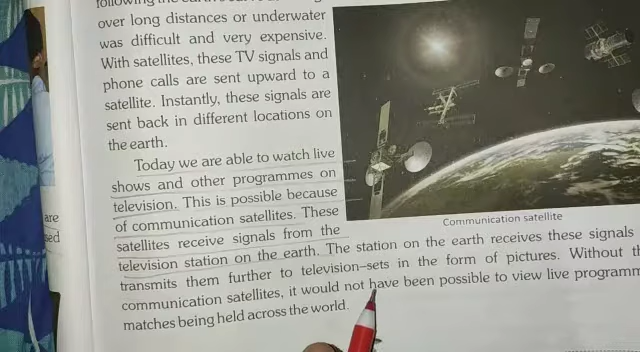 following the
over long distances or underwater
was difficult and very expensive.
With satellites, these TV signals and
phone calls are sent upward to a
satellite. Instantly, these signals are
sent back in different locations on
the earth.
Today we are able to watch live
shows and other programmes on
television. This is possible because
of communication satellites. These
satellites receive signals from the
television station on the earth. The station on the earth receives these signals
transmits them further to television–sets in the form of pictures. Without
communication satellites, it would not have been possible to view live
matches being held across the world.
Communication satellite
are